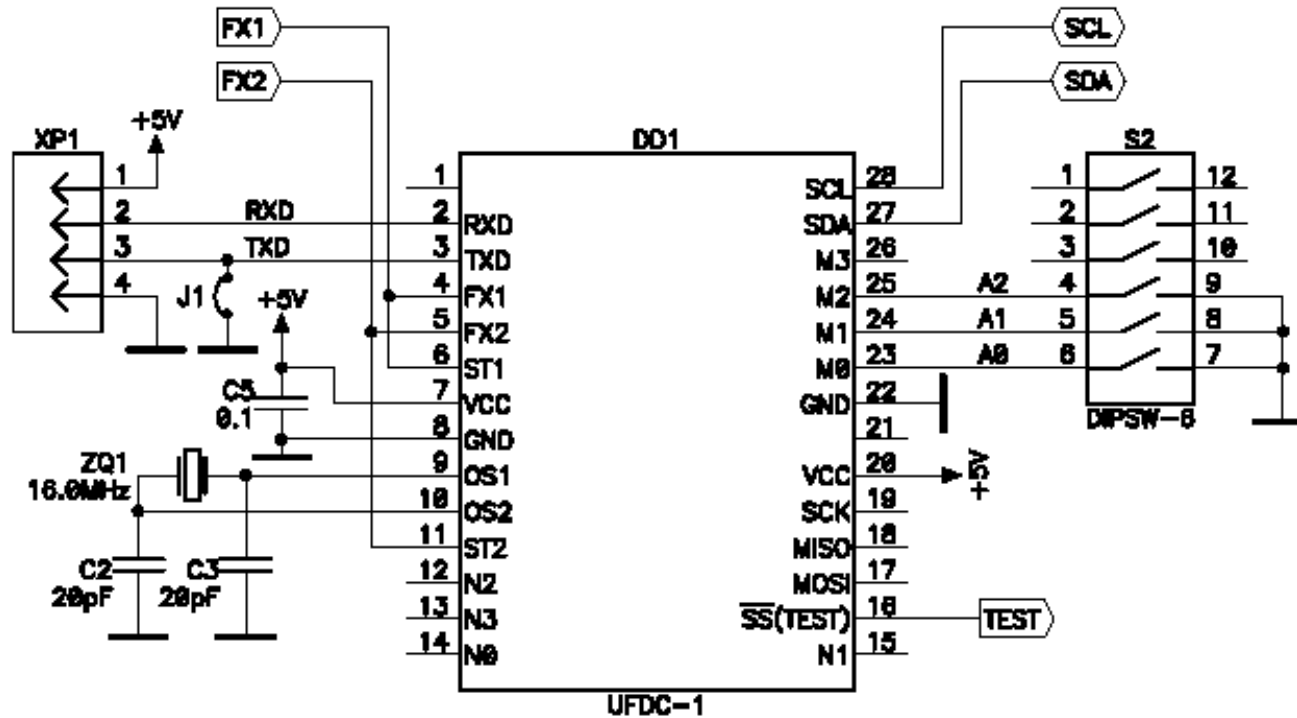 FX1
SCL
FX2
SDA
+5V
XP1
DD1
S2
1
1
SCL
28
1
12
2
RXD
2
RXD
SDA
27
2
11
3
TXD
3
TXD
M3
26
3
10
4
J1
+5V
4
FX1
M2
25
A2
4
9
5
FX2
M1
24
A1
5
8
6
ST1
M0
23
A0
6
7
C5
0.1
7
VCC
GND
22
DIPSW-6
8
GND
21
ZQ1
16.0MHz
9
OS1
VCC
20
+5V
10
OS2
SCK
19
11
ST2
MISO
18
C2
20pF
C3
20pF
12
N2
MOSI
17
13
N3
SS(TEST)
16
TEST
14
N0
N1
15
UFDC-1